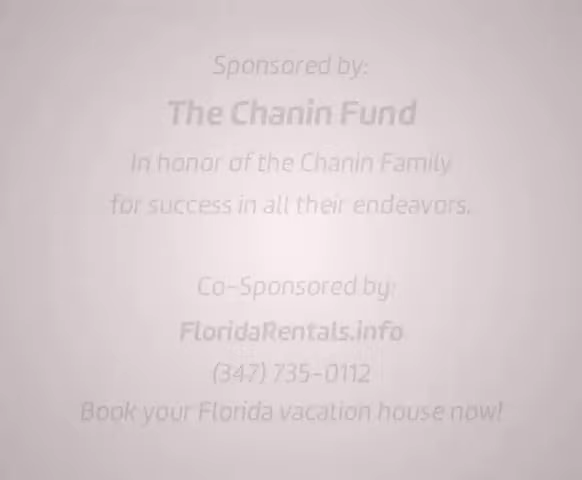 Sponsored by:
The Chanin Fund
In honor of the Chanin Family
for success in all their endeavors.
Co-Sponsored by:
FloridaRentals.info
(347) 735-0112
Book your Florida vacation house now!